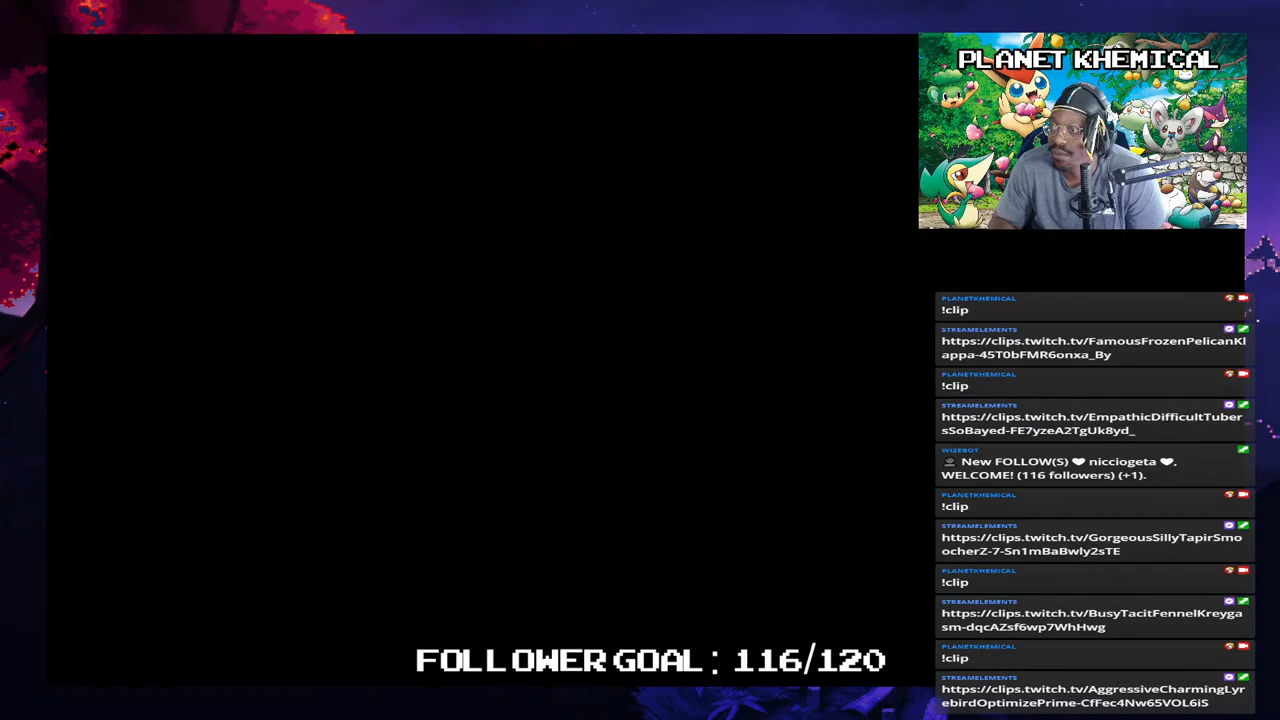 PLANET KHEMICAL
PLANETKHEMICAL
!clip
STREAMELEMENTS
https://clips.twitch.tv/FamousFrozenPelicanKl
appa-45T0bFMR6onxa_By
PLANETKHEMICAL
!clip
STREAMELEMENTS
https://clips.twitch.tv/EmpathicDifficultTuber
sSoBayed-FE7yzeA2TgUk8yd_
WIZEBOT
New FOLLOW(S) ❤ nicciogeta ❤,
WELCOME! (116 followers) (+1).
PLANETKHEMICAL
!clip
STREAMELEMENTS
https://clips.twitch.tv/GorgeousSillyTapirSmo
ocherZ-7-Sn1mBaBwly2sTE
PLANETKHEMICAL
!clip
STREAMELEMENTS
https://clips.twitch.tv/BusyTacitFennelKreyga
sm-dqcAZsf6wp7WhHwg
PLANETKHEMICAL
!clip
STREAMELEMENTS
https://clips.twitch.tv/AggressiveCharmingLyr
ebirdOptimizePrime-CfFec4Nw65VOL6iS
FOLLOWER GOAL: 116/120